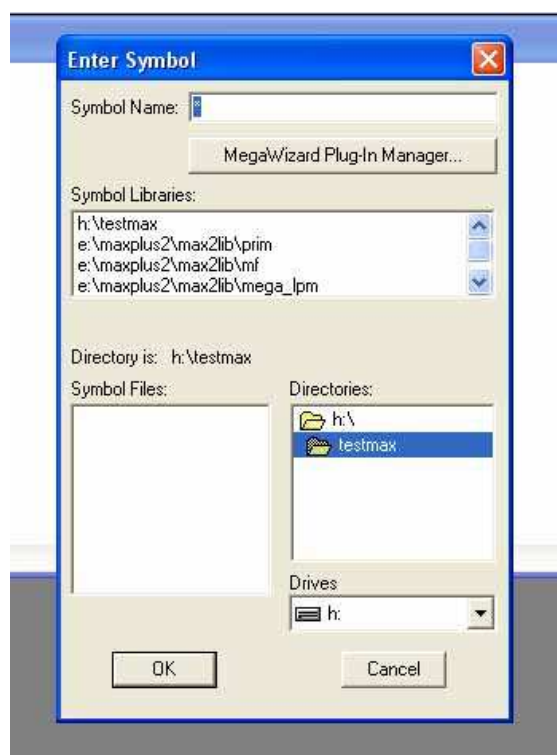 Enter Symbol
Symbol Name: *
MegaWizard Plug-In Manager...
Symbol Libraries:
h:\testmax
e:\maxplus2\max2lib\prim
e:\maxplus2\max2lib\mf
e:\maxplus2\max2lib\mega_lpm
Directory is: h:\testmax
Symbol Files:
Directories:
h:\
testmax
Drives
h:
OK
Cancel